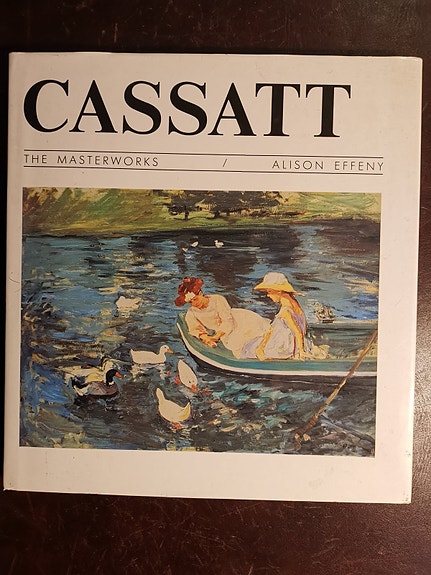 CASSATT
THE MASTERWORKS / ALISON EFFENY